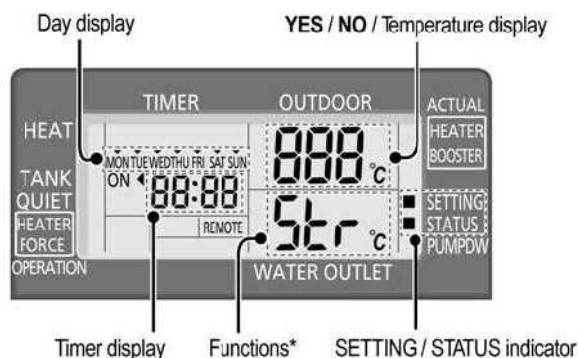 Day display
YES / NO / Temperature display
TIMER
OUTDOOR
ACTUAL
HEAT
HEATER
BOOSTER
MON TUE WED THU FRI SAT SUN
888 °C
ON
88:88
TANK
QUIET
SETTING
STATUS
HEATER
FORCE
REMOTE
Str °C
PUMPDW
OPERATION
WATER OUTLET
Timer display
Functions*
SETTING / STATUS indicator